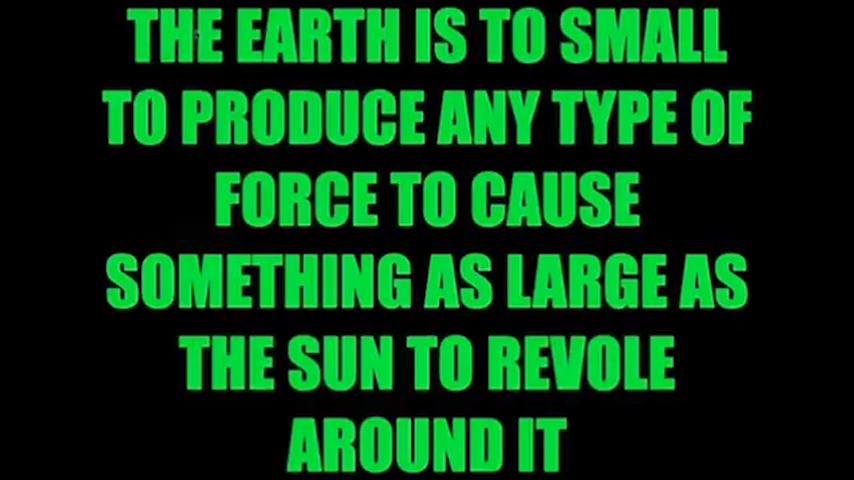 THE EARTH IS TO SMALL
TO PRODUCE ANY TYPE OF
FORCE TO CAUSE
SOMETHING AS LARGE AS
THE SUN TO REVOLE
AROUND IT